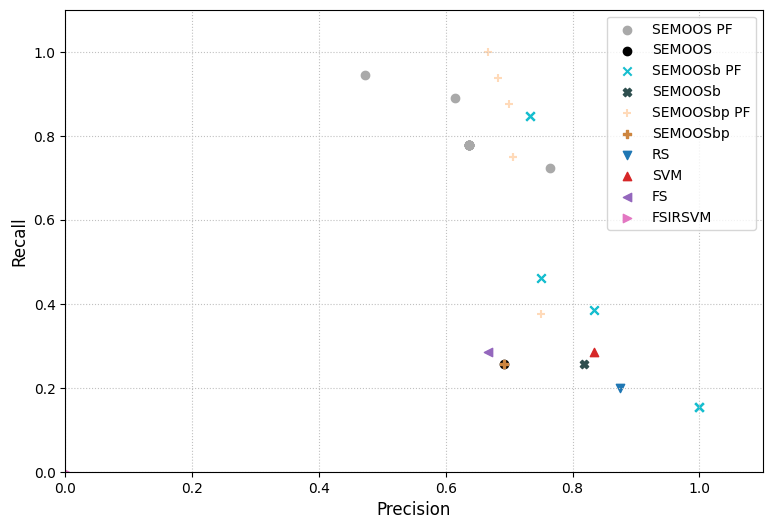 1.0
0.8
0.6
0.4
0.2
0.0
Recall
0.0 0.2 0.4 0.6 0.8 1.0
Precision
SEMOOS PF
SEMOOS
SEMOOSb PF
SEMOOSb
SEMOOSbp PF
SEMOOSbp
RS
SVM
FS
FSIRSVM